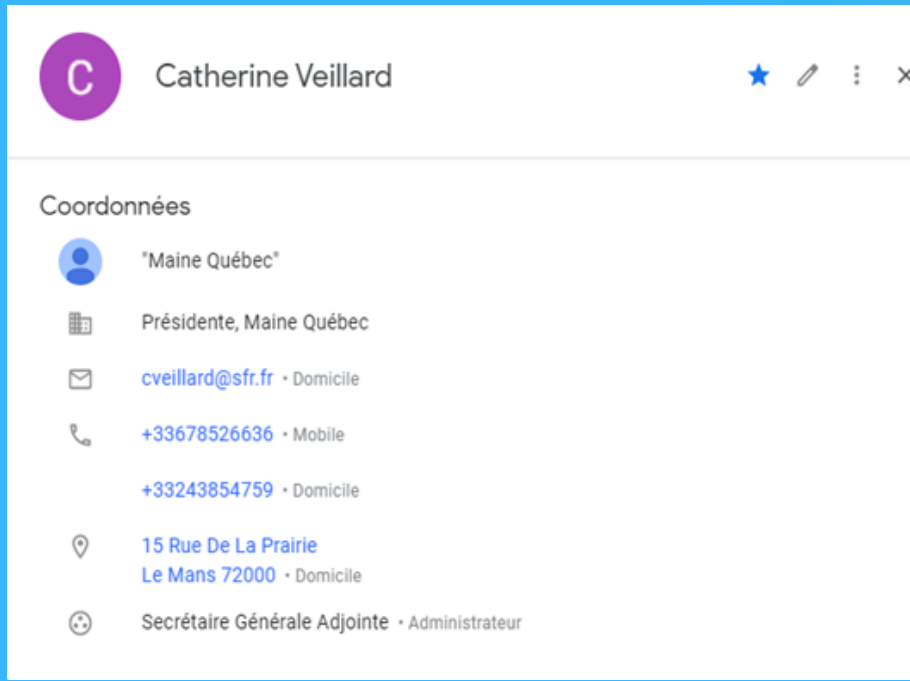 C
Catherine Veillard
Coordonnées
"Maine Québec"
Présidente, Maine Québec
cveillard@sfr.fr • Domicile
+33678526636 • Mobile
+33243854759 • Domicile
15 Rue De La Prairie
Le Mans 72000 • Domicile
Secrétaire Générale Adjointe • Administrateur